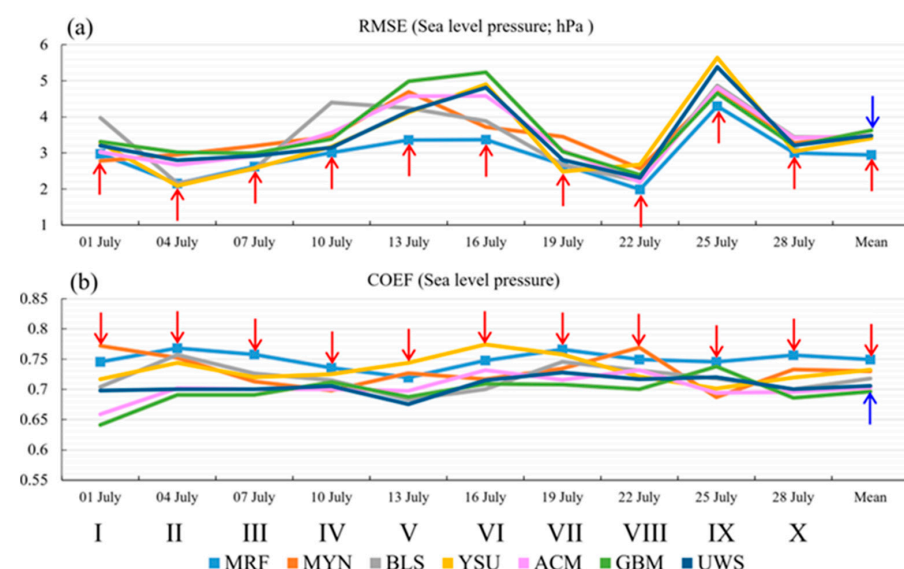 (a) RMSE (Sea level pressure; hPa )
6
5
4
3
2
1
01 July 04 July 07 July 10 July 13 July 16 July 19 July 22 July 25 July 28 July Mean
(b) COEF (Sea level pressure)
0.85
0.8
0.75
0.7
0.65
0.6
0.55
01 July 04 July 07 July 10 July 13 July 16 July 19 July 22 July 25 July 28 July Mean
I II III IV V VI VII VIII IX X
MRF MYN BLS YSU ACM GBM UWS